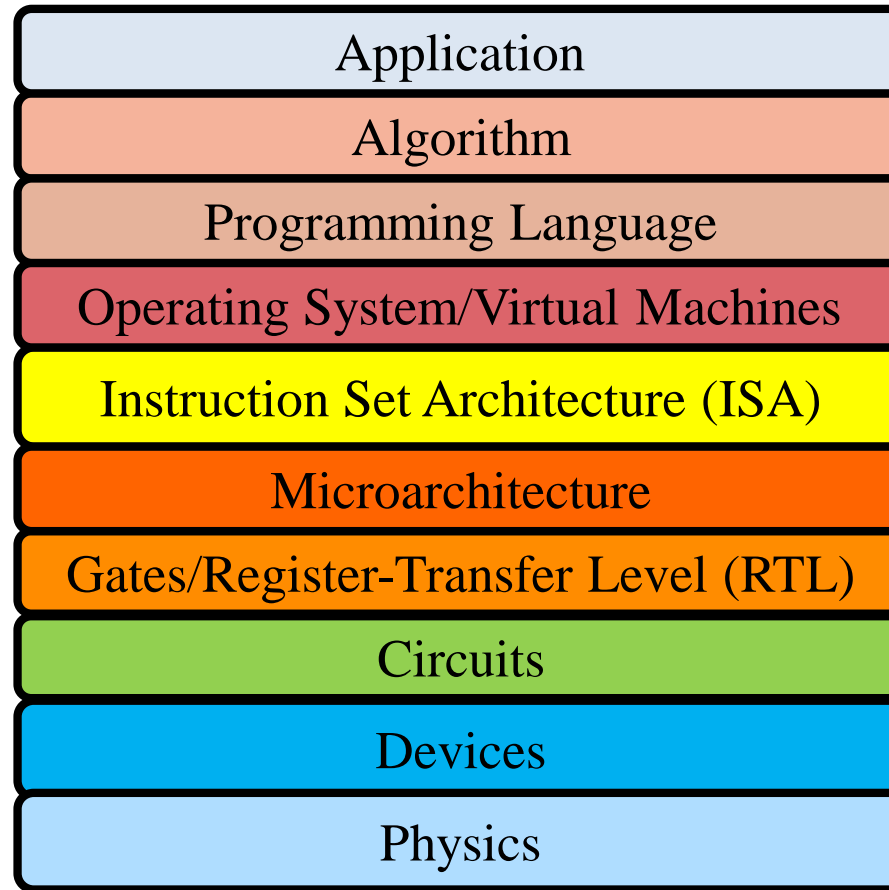 Application
Algorithm
Programming Language
Operating System/Virtual Machines
Instruction Set Architecture (ISA)
Microarchitecture
Gates/Register-Transfer Level (RTL)
Circuits
Devices
Physics